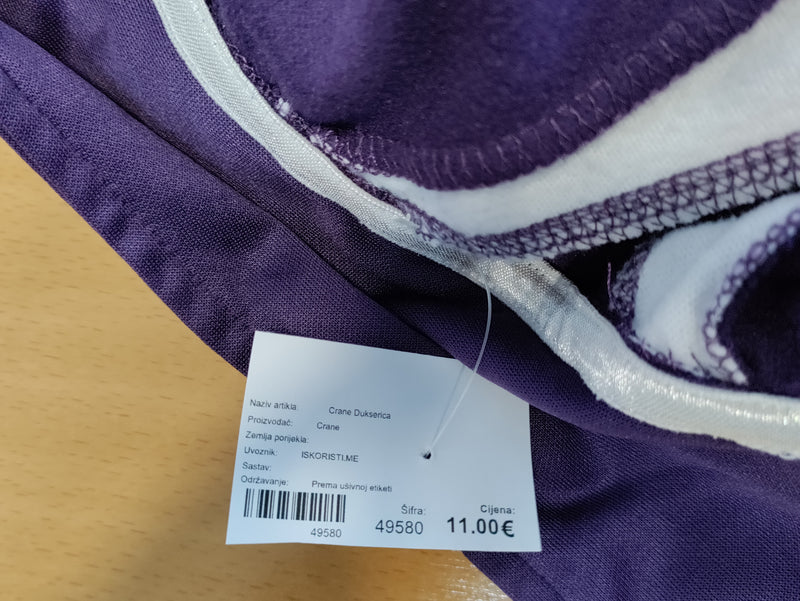 Naziv artikla: Crane Dukserica
Proizvođač: Crane
Zemlja porijekla:
Uvoznik: ISKORISTI.ME
Sastav:
Održavanje: Prema ušivnoj etiketi
Šifra: Cijena:
49580 49580 11.00€